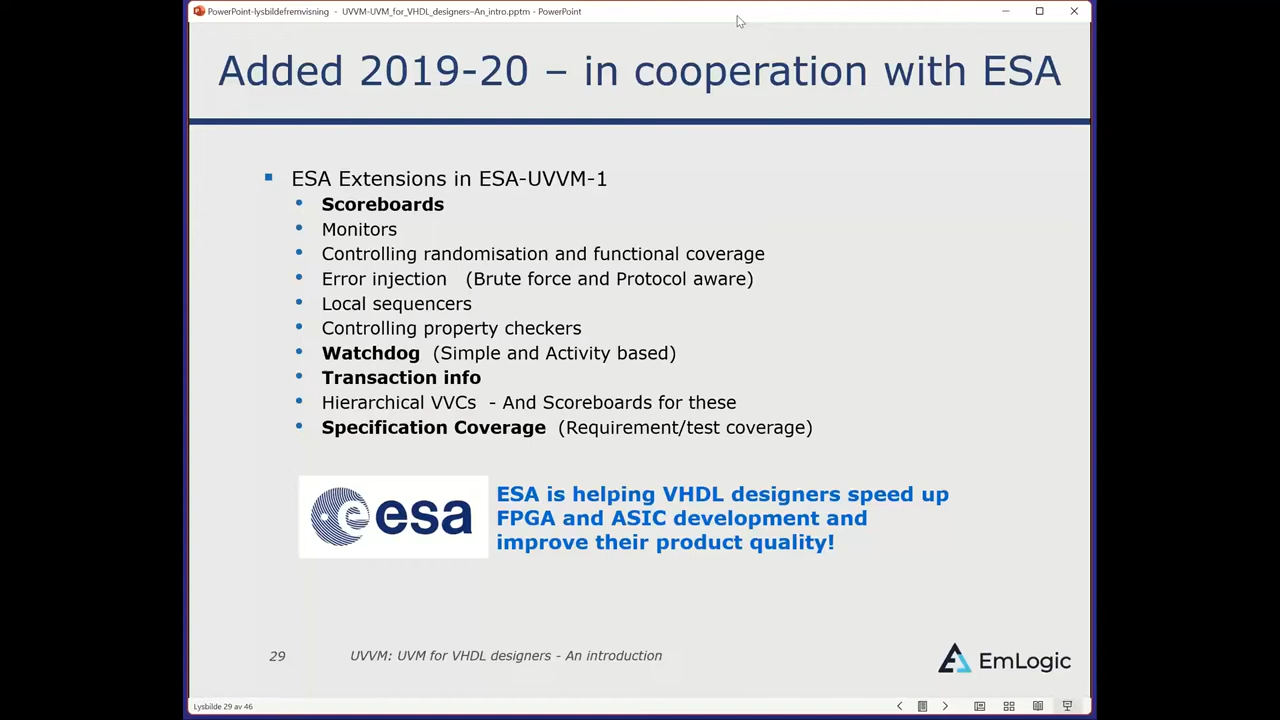 PowerPoint-lysbildefremvisning - UVVM-UVM_for_VHDL_designers–An_intro.pptm - PowerPoint
Added 2019-20 – in cooperation with ESA
ESA Extensions in ESA-UVVM-1
Scoreboards
Monitors
Controlling randomisation and functional coverage
Error injection (Brute force and Protocol aware)
Local sequencers
Controlling property checkers
Watchdog (Simple and Activity based)
Transaction info
Hierarchical VVCs - And Scoreboards for these
Specification Coverage (Requirement/test coverage)
esa
ESA is helping VHDL designers speed up
FPGA and ASIC development and
improve their product quality!
29 UVVM: UVM for VHDL designers - An introduction
EmLogic
Lysbilde 29 av 46